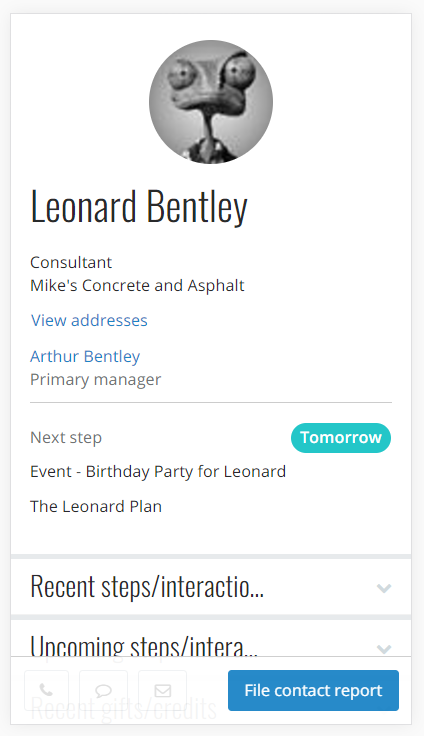 Leonard Bentley
Consultant
Mike's Concrete and Asphalt
View addresses
Arthur Bentley
Primary manager
Next step
Tomorrow
Event - Birthday Party for Leonard
The Leonard Plan
Recent steps/interactio...
Upcoming steps/intera...
Recent gifts/credits
File contact report